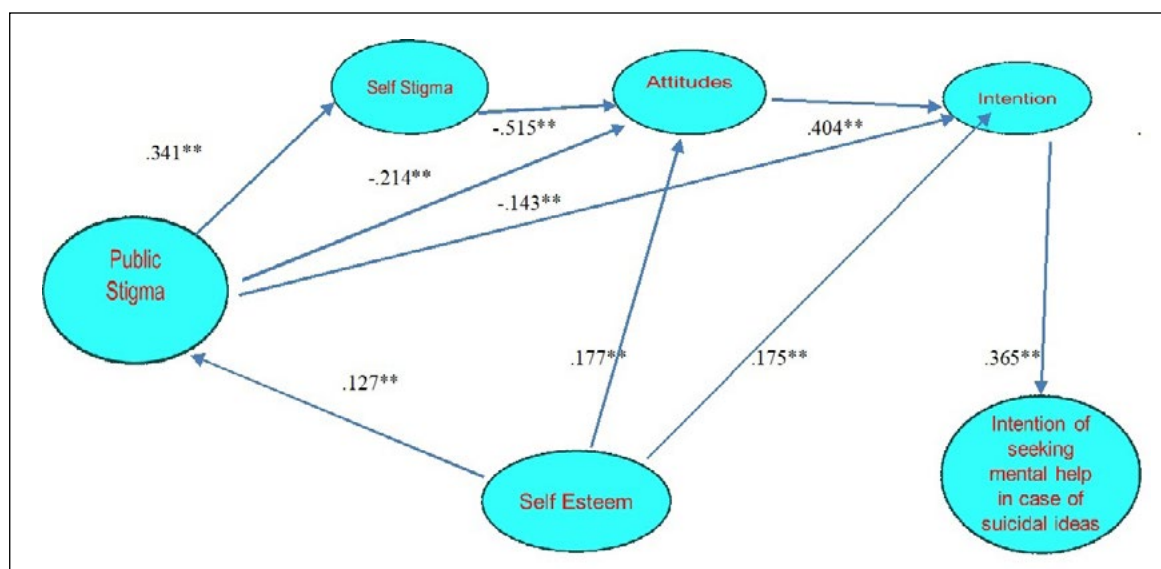 Self Stigma
Attitudes
Intention
-.515**
.404**
.341**
-.214**
-.143**
Public
Stigma
.177**
.175**
.365**
.127**
Intention of
seeking
mental help
in case of
suicidal ideas
Self Esteem
.